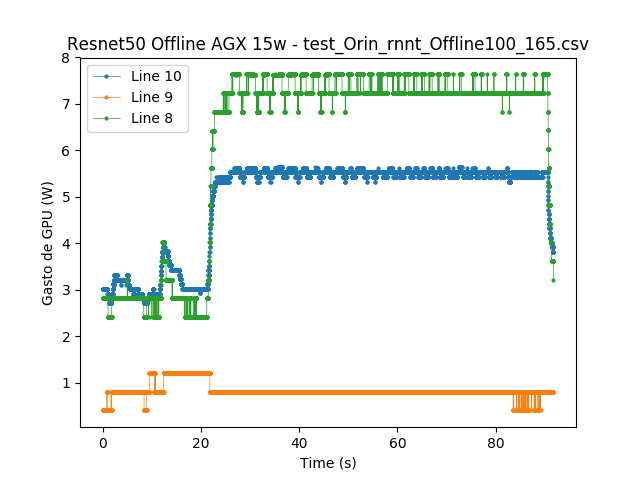 Resnet50 Offline AGX 15w - test_Orin_rnnt_Offline100_165.csv
Line 10
Line 9
Line 8
8
7
6
5
4
3
2
1
Gasto de GPU (W)
0
20
40
60
80
Time (s)